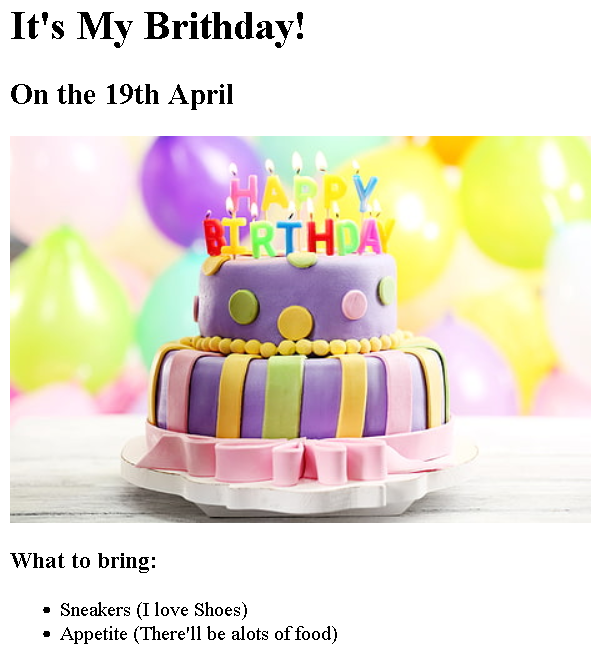 It's My Brithday!
On the 19th April
HAPPY
BIRTHDAY
What to bring:
Sneakers (I love Shoes)
Appetite (There'll be alots of food)